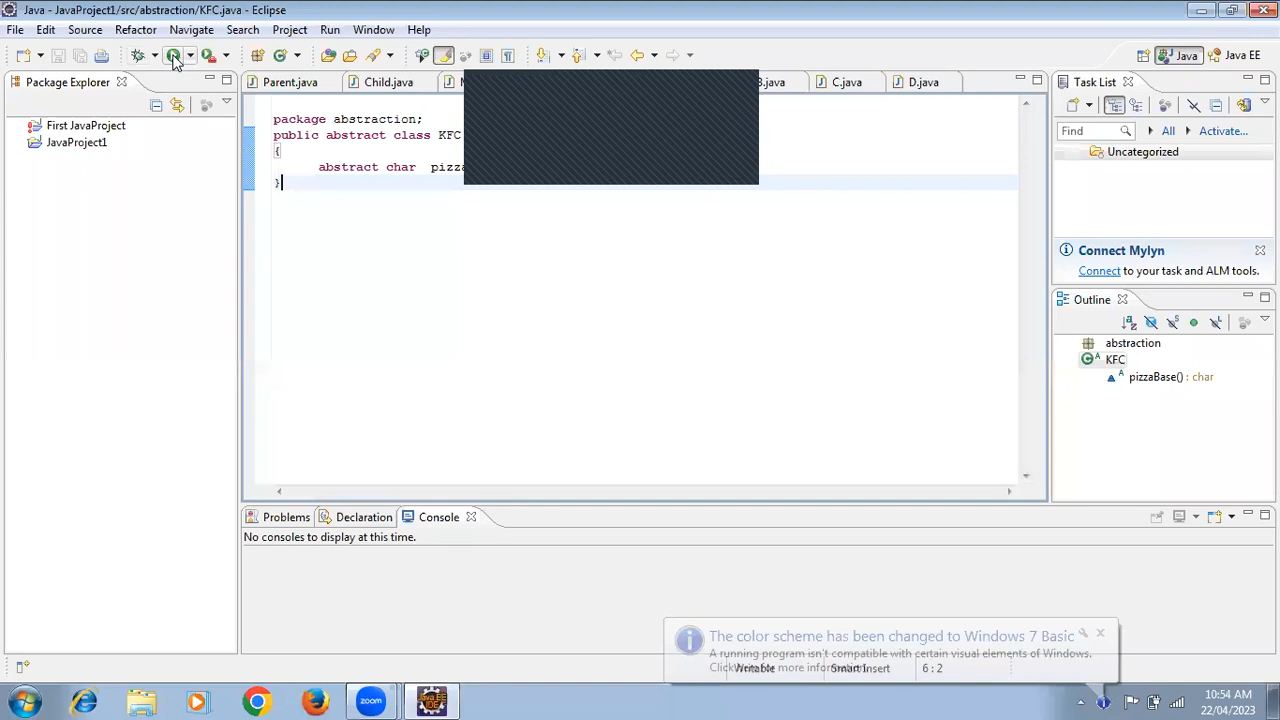 Java - JavaProject1/src/abstraction/KFC.java - Eclipse
File Edit Source Refactor Navigate Search Project Run Window Help
Java Java EE
Package Explorer
Parent.java Child.java C.java D.java
Task List
package abstraction;
First JavaProject
Find All Activate...
public abstract class KFC
JavaProject1
{
Uncategorized
abstract char
}
Connect Mylyn
Connect to your task and ALM tools.
Outline
abstraction
KFC
pizzaBase() : char
Problems Declaration Console
No consoles to display at this time.
The color scheme has been changed to Windows 7 Basic
A running program isn't compatible with certain visual elements of Windows.
Writable Smart Insert 6 : 2
zoom Java EE IDE
10:54 AM
22/04/2023